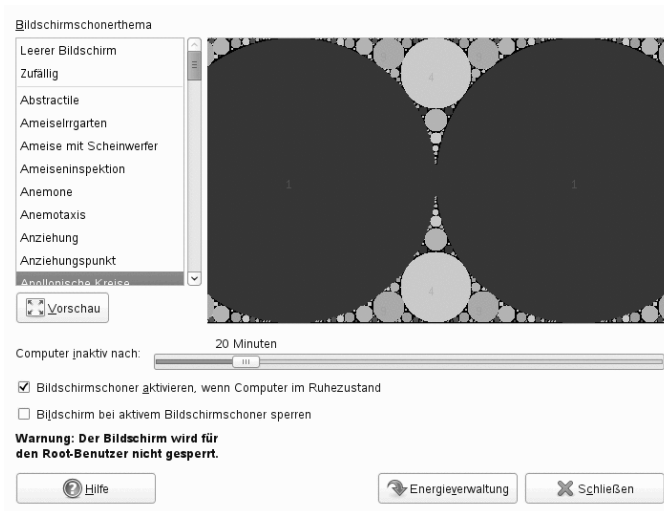 Bildschirmschonerthema
Leerer Bildschirm
Zufällig
Abstractile
AmeiseIrrgarten
Ameise mit Scheinwerfer
Ameiseninspektion
Anemone
Anemotaxis
Anziehung
Anziehungspunkt
Apollonische Kreise
4
1
1
4
Vorschau
20 Minuten
Computer inaktiv nach:
Bildschirmschoner aktivieren, wenn Computer im Ruhezustand
Bildschirm bei aktivem Bildschirmschoner sperren
Warnung: Der Bildschirm wird für
den Root-Benutzer nicht gesperrt.
Hilfe
Energieverwaltung
Schließen